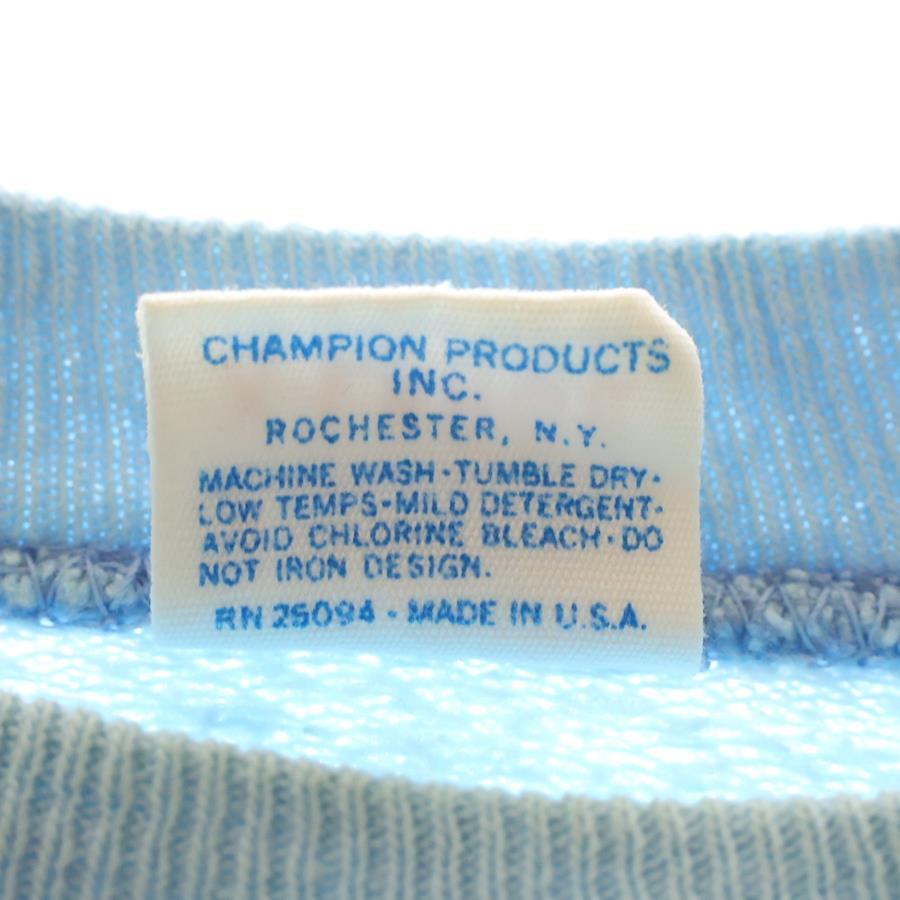 CHAMPION PRODUCTS
INC.
ROCHESTER, N.Y.
MACHINE WASH·TUMBLE DRY·
LOW TEMPS·MILD DETERGENT·
AVOID CHLORINE BLEACH·DO
NOT IRON DESIGN.
RN 26094 · MADE IN U.S.A.